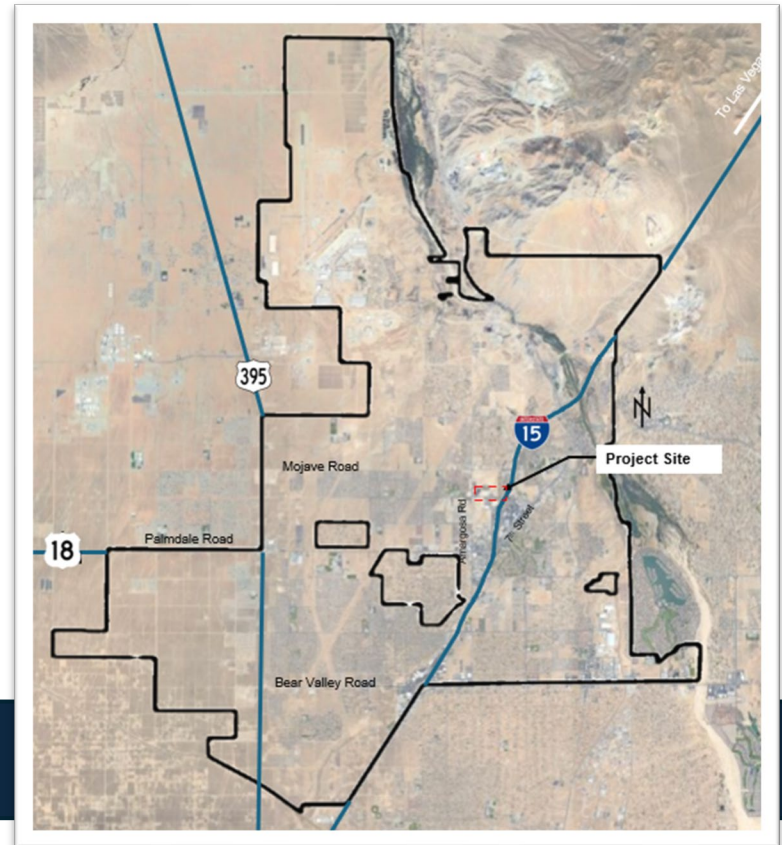 To Las Vegas
395
N
15
Project Site
Mojave Road
Amargosa Rd
7th Street
Palmdale Road
18
Bear Valley Road